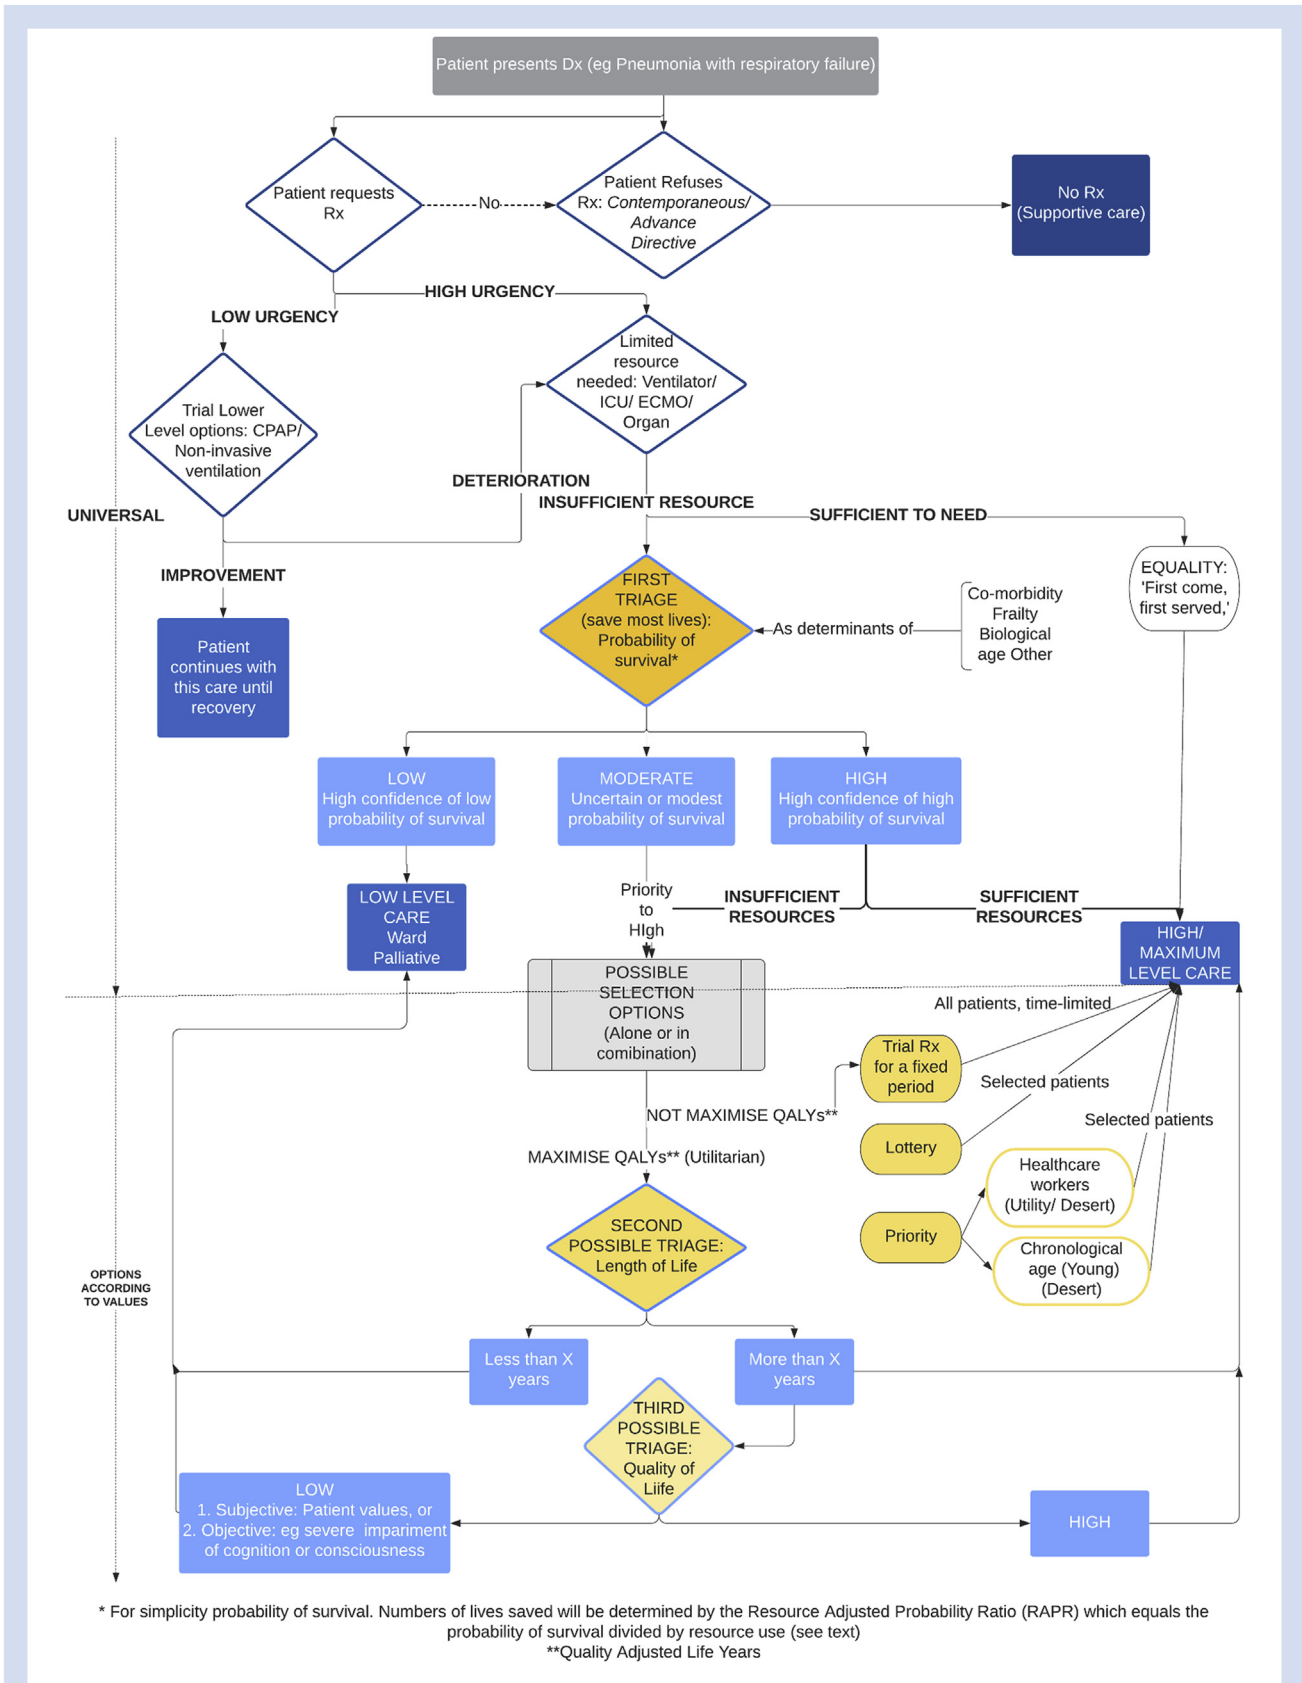 Patient presents Dx (eg Pneumonia with respiratory failure)
Patient requests
Rx
No
Patient Refuses
Rx: Contemporaneous/
Advance
Directive
No Rx
(Supportive care)
HIGH URGENCY
LOW URGENCY
Limited
resource
needed: Ventilator/
ICU/ ECMO/
Organ
Trial Lower
Level options: CPAP/
Non-invasive
ventilation
DETERIORATION
INSUFFICIENT RESOURCE
SUFFICIENT TO NEED
UNIVERSAL
EQUALITY:
'First come,
first served,'
IMPROVEMENT
FIRST
TRIAGE
(save most lives):
Probability of
survival*
As determinants of
Co-morbidity
Frailty
Biological
age Other
Patient
continues with
this care until
recovery
LOW
High confidence of low
probability of survival
MODERATE
Uncertain or modest
probability of survival
HIGH
High confidence of high
probability of survival
LOW LEVEL
CARE
Ward
Palliative
Priority
to
HIgh
INSUFFICIENT
RESOURCES
SUFFICIENT
RESOURCES
HIGH/
MAXIMUM
LEVEL CARE
POSSIBLE
SELECTION
OPTIONS
(Alone or in
comibination)
All patients, time-limited
Trial Rx
for a fixed
period
Selected patients
NOT MAXIMISE QALYs**
Selected patients
Lottery
MAXIMISE QALYs** (Utilitarian)
Healthcare
workers
(Utility/ Desert)
Priority
Chronological
age (Young)
(Desert)
SECOND
POSSIBLE TRIAGE:
Length of Life
OPTIONS
ACCORDING
TO VALUES
Less than X
years
More than X
years
THIRD
POSSIBLE
TRIAGE:
Quality of
Liife
LOW
1. Subjective: Patient values, or
2. Objective: eg severe impariment
of cognition or consciousness
HIGH
* For simplicity probability of survival. Numbers of lives saved will be determined by the Resource Adjusted Probability Ratio (RAPR) which equals the
probability of survival divided by resource use (see text)
**Quality Adjusted Life Years